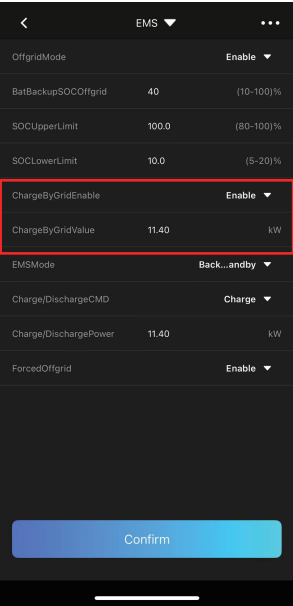 EMS
OffgridMode Enable
BatBackupSOCOffgrid 40 (10-100)%
SOCUpperLimit 100.0 (80-100)%
SOCLowerLimit 10.0 (5-20)%
ChargeByGridEnable Enable
ChargeByGridValue 11.40 kW
EMSMode Back...andby
Charge/DischargeCMD Charge
Charge/DischargePower 11.40 kW
ForcedOffgrid Enable
Confirm